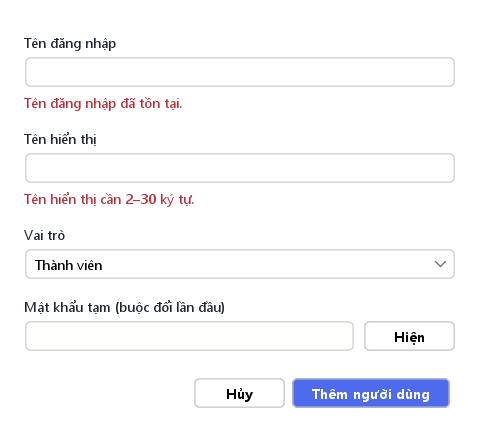 Tên đăng nhập
Tên đăng nhập đã tồn tại.
Tên hiển thị
Tên hiển thị cần 2–30 ký tự.
Vai trò
Thành viên
Mật khẩu tạm (buộc đổi lần đầu)
Hiện
Hủy
Thêm người dùng